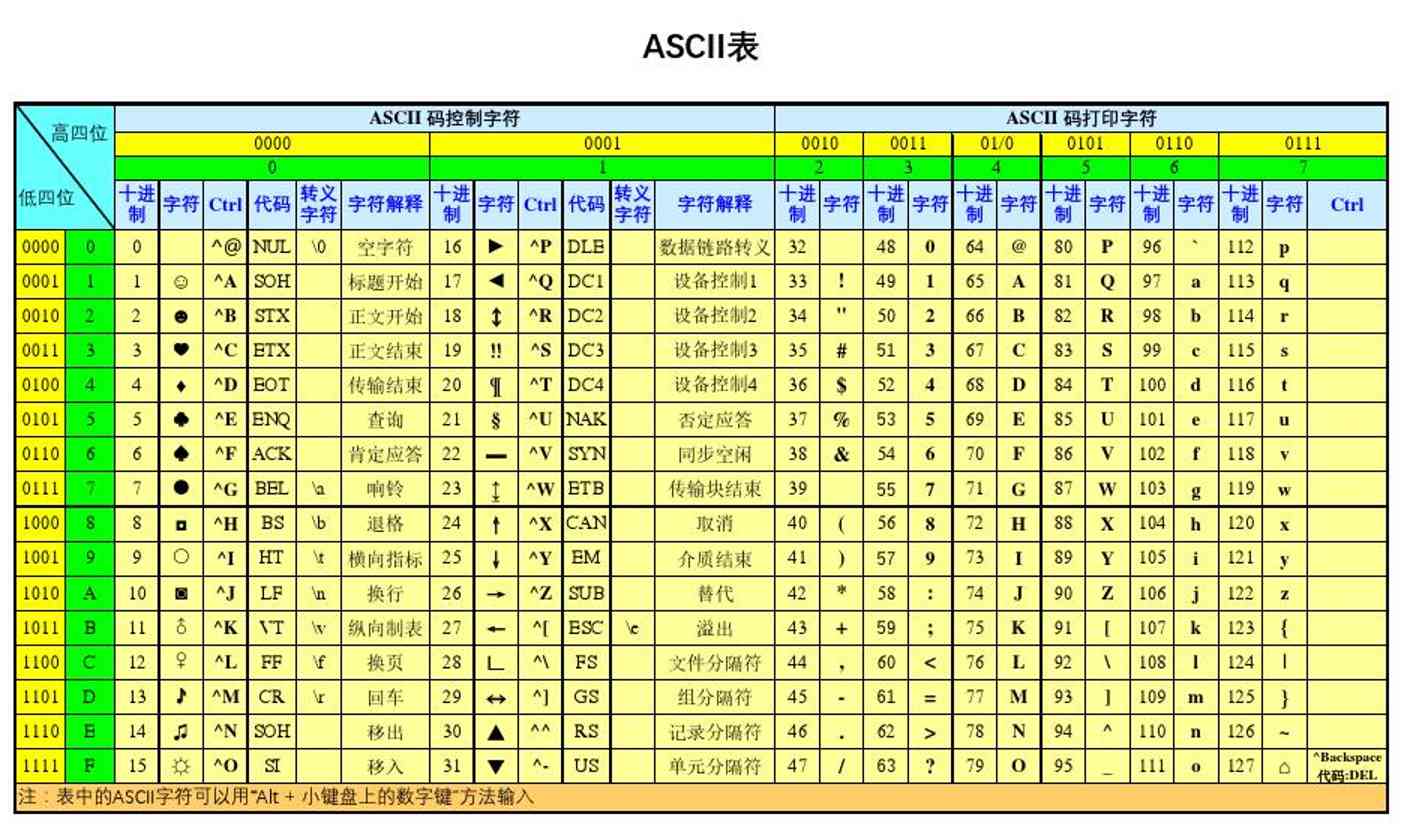 ASCII表
高四位
低四位
ASCII 码控制字符 ASCII 码打印字符
0000 0001 0010 0011 01/0 0101 0110 0111
0 1 2 3 4 5 6 7
十进制 字符 Ctrl 代码 转义字符 字符解释 十进制 字符 Ctrl 代码 转义字符 字符解释 十进制 字符 十进制 字符 十进制 字符 十进制 字符 十进制 字符 十进制 字符 Ctrl
0000 0 0 ^@ NUL \0 空字符 16 ► ^P DLE 数据链路转义 32 48 0 64 @ 80 P 96 ` 112 p
0001 1 1 ☺ ^A SOH 标题开始 17 ◄ ^Q DC1 设备控制1 33 ! 49 1 65 A 81 Q 97 a 113 q
0010 2 2 ☻ ^B STX 正文开始 18 ↕ ^R DC2 设备控制2 34 " 50 2 66 B 82 R 98 b 114 r
0011 3 3 ♥ ^C ETX 正文结束 19 ‼ ^S DC3 设备控制3 35 # 51 3 67 C 83 S 99 c 115 s
0100 4 4 ♦ ^D EOT 传输结束 20 ¶ ^T DC4 设备控制4 36 $ 52 4 68 D 84 T 100 d 116 t
0101 5 5 ♣ ^E ENQ 查询 21 § ^U NAK 否定应答 37 % 53 5 69 E 85 U 101 e 117 u
0110 6 6 ♠ ^F ACK 肯定应答 22 ▬ ^V SYN 同步空闲 38 & 54 6 70 F 86 V 102 f 118 v
0111 7 7 ● ^G BEL \a 响铃 23 ↨ ^W ETB 传输块结束 39 55 7 71 G 87 W 103 g 119 w
1000 8 8 ◘ ^H BS \b 退格 24 ↑ ^X CAN 取消 40 ( 56 8 72 H 88 X 104 h 120 x
1001 9 9 ○ ^I HT \t 横向指标 25 ↓ ^Y EM 介质结束 41 ) 57 9 73 I 89 Y 105 i 121 y
1010 A 10 ◙ ^J LF \n 换行 26 → ^Z SUB 替代 42 * 58 : 74 J 90 Z 106 j 122 z
1011 B 11 ♂ ^K VT \v 纵向制表 27 ← ^[ ESC \e 溢出 43 + 59 ; 75 K 91 [ 107 k 123 {
1100 C 12 ♀ ^L FF \f 换页 28 ∟ ^\ FS 文件分隔符 44 , 60 < 76 L 92 \ 108 l 124 |
1101 D 13 ♪ ^M CR \r 回车 29 ↔ ^] GS 组分隔符 45 - 61 = 77 M 93 ] 109 m 125 }
1110 E 14 ♫ ^N SOH 移出 30 ▲ ^^ RS 记录分隔符 46 . 62 > 78 N 94 ^ 110 n 126 ~
1111 F 15 ☼ ^O SI 移入 31 ▼ ^- US 单元分隔符 47 / 63 ? 79 O 95 _ 111 o 127 ⌂ ^Backspace 代码:DEL
注：表中的ASCII字符可以用"Alt + 小键盘上的数字键"方法输入